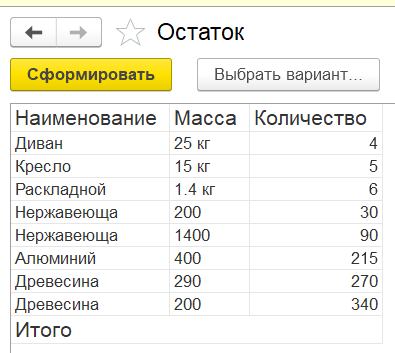 Остаток
Сформировать Выбрать вариант...
Наименование Масса Количество
Диван 25 кг 4
Кресло 15 кг 5
Раскладной 1.4 кг 6
Нержавеюща 200 30
Нержавеюща 1400 90
Алюминий 400 215
Древесина 290 270
Древесина 200 340
Итого